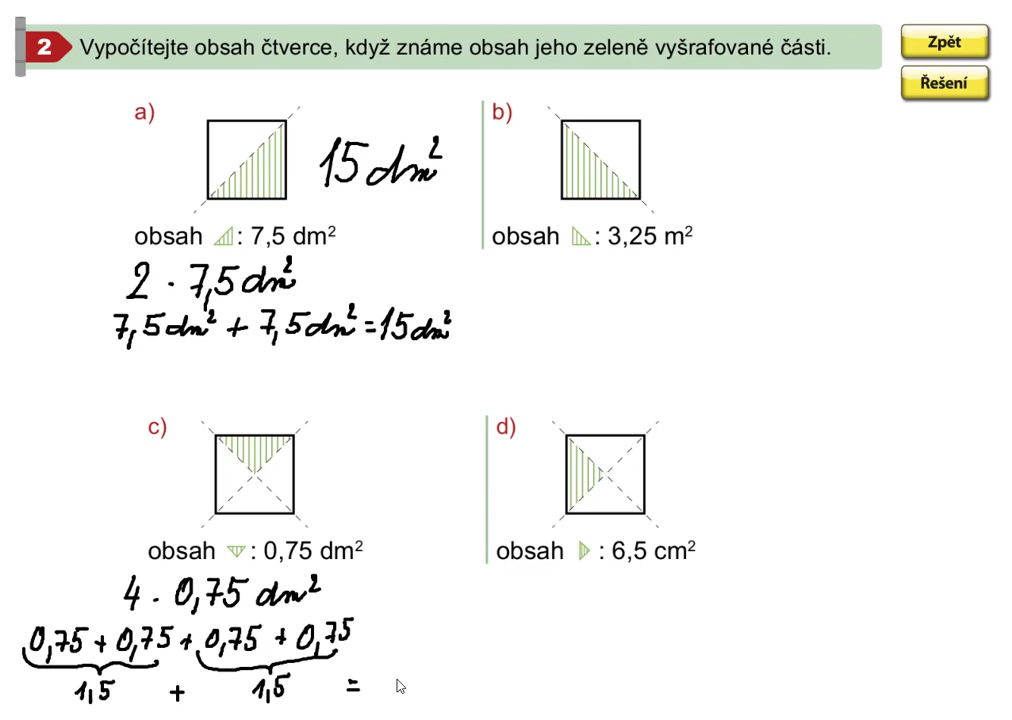 2 Vypočítejte obsah čtverce, když známe obsah jeho zeleně vyšrafované části.
Zpět
Řešení
a)
15 dm²
obsah : 7,5 dm²
2 · 7,5 dm²
7,5 dm² + 7,5 dm² = 15 dm²
b)
obsah : 3,25 m²
c)
obsah : 0,75 dm²
4 · 0,75 dm²
0,75 + 0,75 + 0,75 + 0,75
1,5 + 1,5 =
d)
obsah : 6,5 cm²